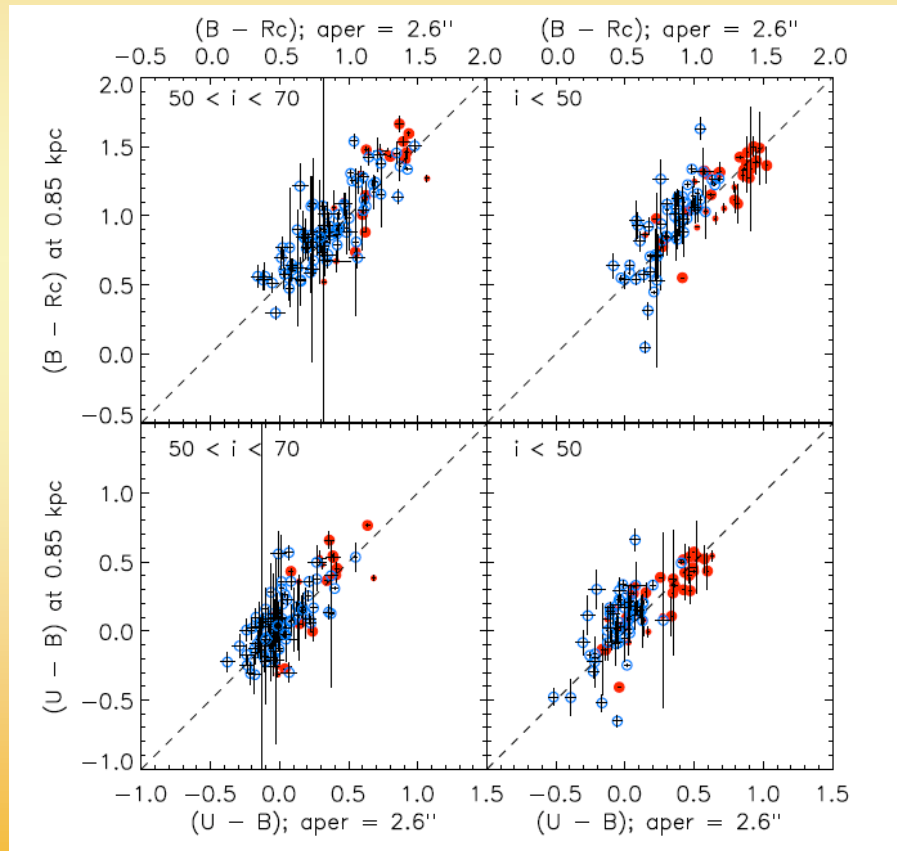 (B − Rc); aper = 2.6"
(B − Rc); aper = 2.6"
−0.5 0.0 0.5 1.0 1.5 2.0 0.0 0.5 1.0 1.5 2.0
50 < i < 70
i < 50
(B − Rc) at 0.85 kpc
2.0
1.5
1.0
0.5
0.0
−0.5
50 < i < 70
i < 50
(U − B) at 0.85 kpc
1.0
0.5
0.0
−0.5
−1.0
−1.0 −0.5 0.0 0.5 1.0 1.5 −0.5 0.0 0.5 1.0 1.5
(U − B); aper = 2.6"
(U − B); aper = 2.6"